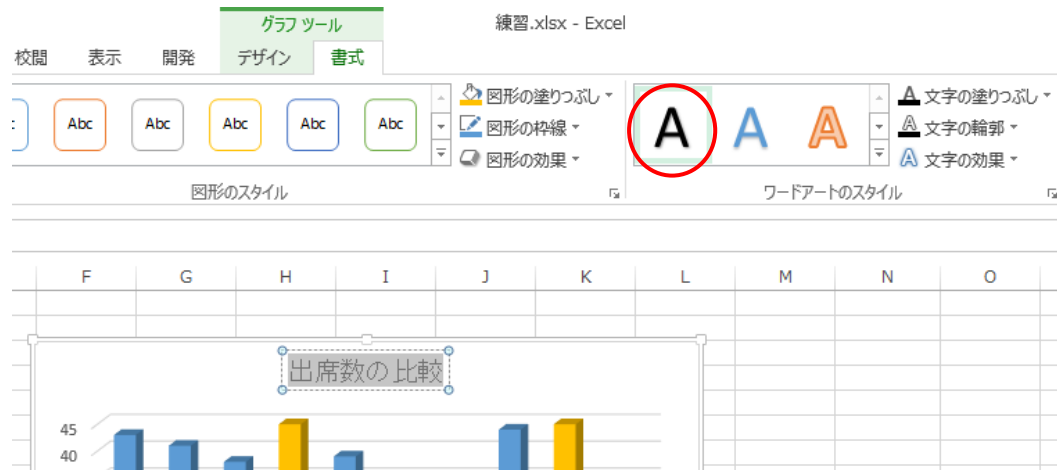 グラフ ツール
練習.xlsx - Excel
校閲 表示 開発 デザイン 書式
Abc Abc Abc Abc Abc
図形の塗りつぶし
図形の枠線
図形の効果
A A A
A 文字の塗りつぶし
A 文字の輪郭
A 文字の効果
図形のスタイル
ワードアートのスタイル
F G H I J K L M N O
出席数の比較
45
40